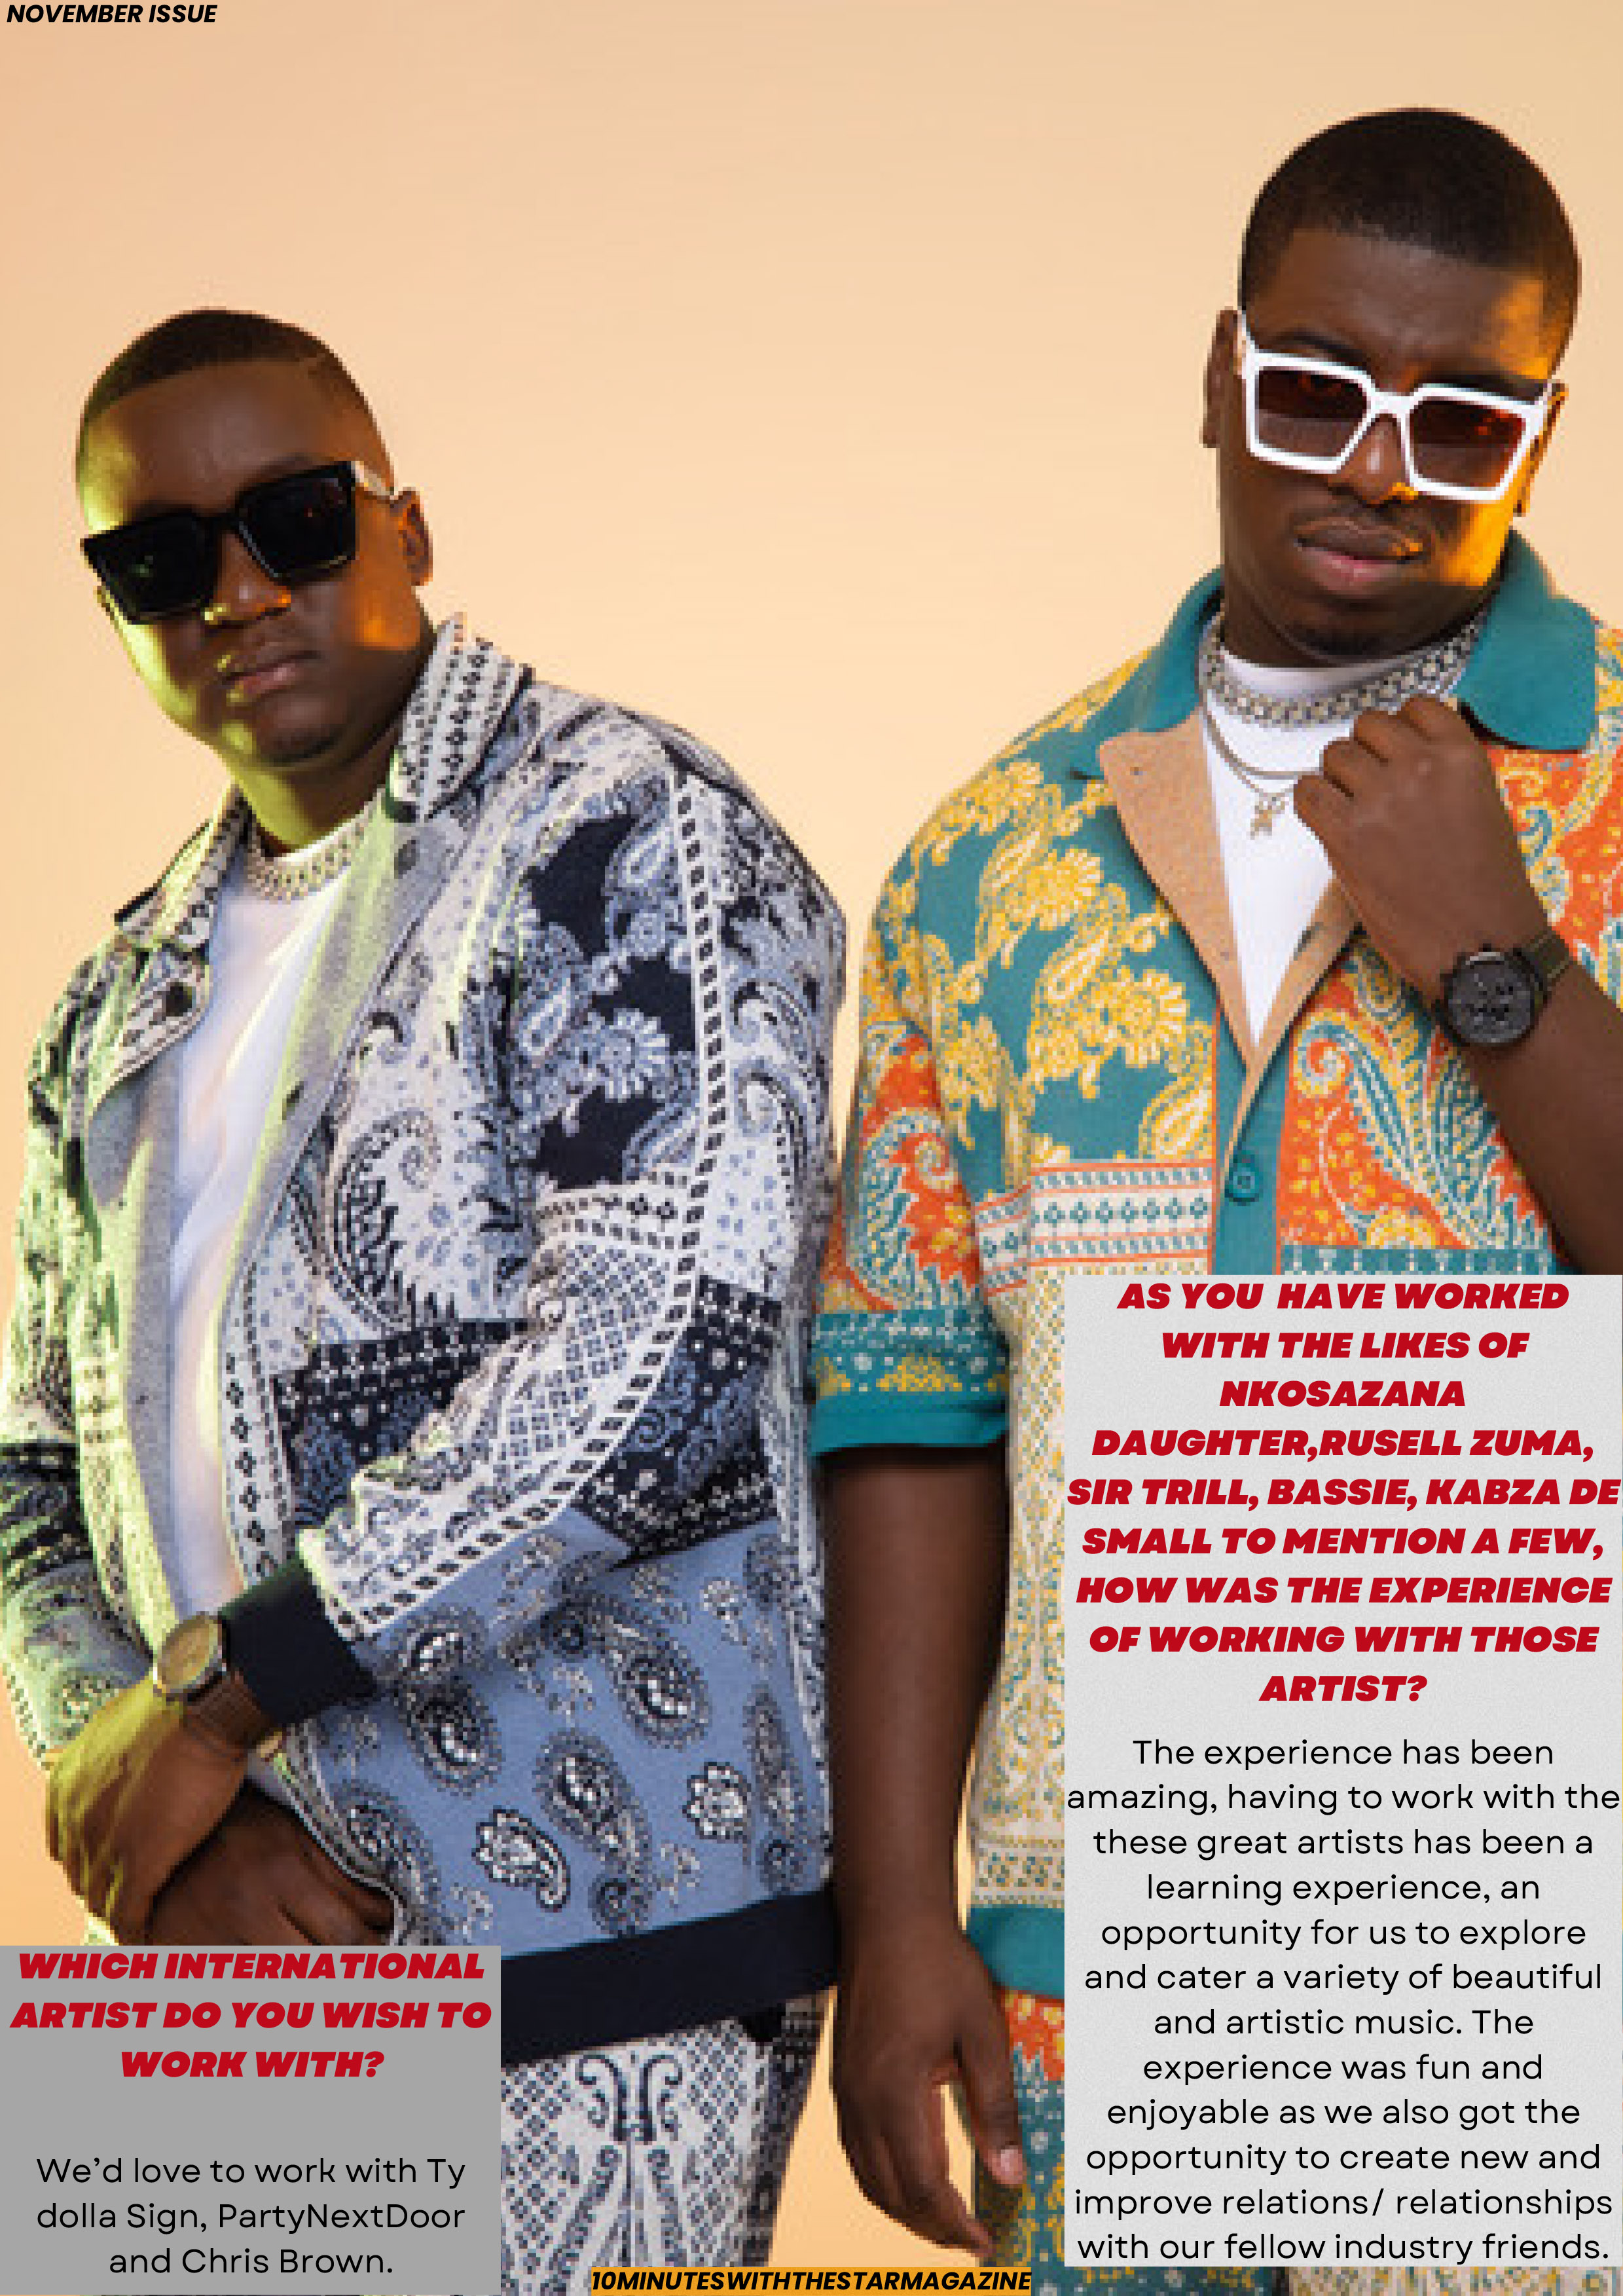 NOVEMBER ISSUE
AS YOU HAVE WORKED
WITH THE LIKES OF
NKOSAZANA
DAUGHTER,RUSELL ZUMA,
SIR TRILL, BASSIE, KABZA DE
SMALL TO MENTION A FEW,
HOW WAS THE EXPERIENCE
OF WORKING WITH THOSE
ARTIST?
The experience has been
amazing, having to work with the
these great artists has been a
learning experience, an
opportunity for us to explore
and cater a variety of beautiful
and artistic music. The
experience was fun and
enjoyable as we also got the
opportunity to create new and
improve relations/ relationships
with our fellow industry friends.
WHICH INTERNATIONAL
ARTIST DO YOU WISH TO
WORK WITH?
We’d love to work with Ty
dolla Sign, PartyNextDoor
and Chris Brown.
10MINUTESWITHTHESTARMAGAZINE